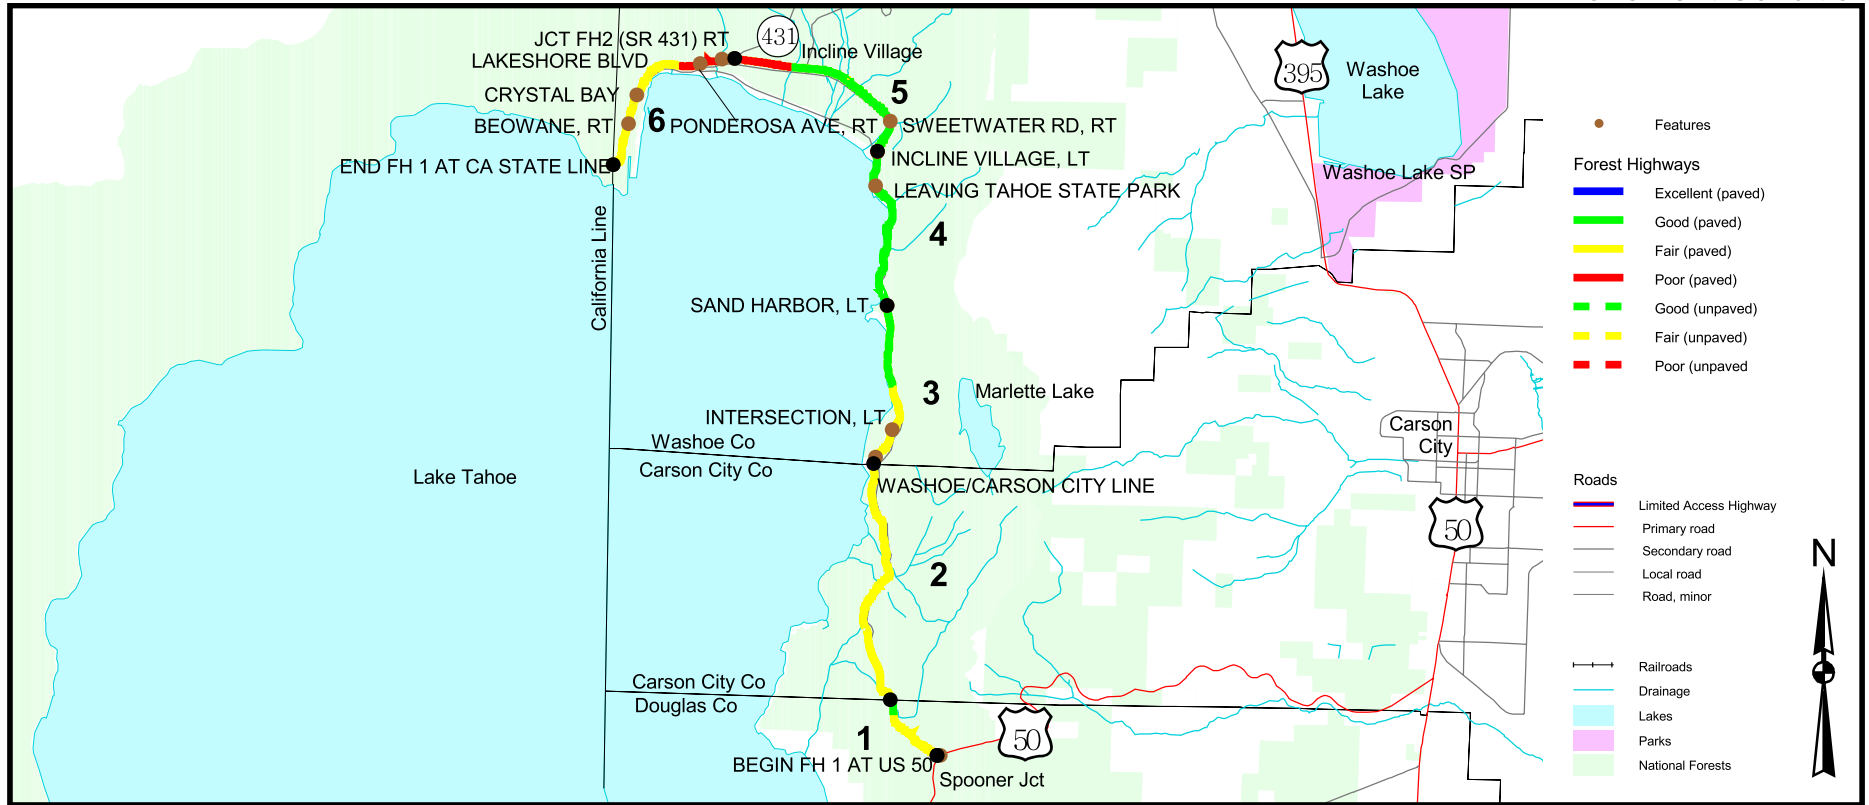 JCT FH2 (SR 431) RT
431
Incline Village
LAKESHORE BLVD
CRYSTAL BAY
BEOWANE, RT
6
PONDEROSA AVE, RT
5
SWEETWATER RD, RT
END FH 1 AT CA STATE LINE
INCLINE VILLAGE, LT
LEAVING TAHOE STATE PARK
California Line
4
SAND HARBOR, LT
3
Marlette Lake
INTERSECTION, LT
Washoe Co
Carson City Co
WASHOE/CARSON CITY LINE
Lake Tahoe
2
Carson City Co
Douglas Co
1
BEGIN FH 1 AT US 50
Spooner Jct
50
395
Washoe
Lake
Washoe Lake SP
Carson
City
50
Features
Forest Highways
Excellent (paved)
Good (paved)
Fair (paved)
Poor (paved)
Good (unpaved)
Fair (unpaved)
Poor (unpaved
Roads
Limited Access Highway
Primary road
Secondary road
Local road
Road, minor
Railroads
Drainage
Lakes
Parks
National Forests
N